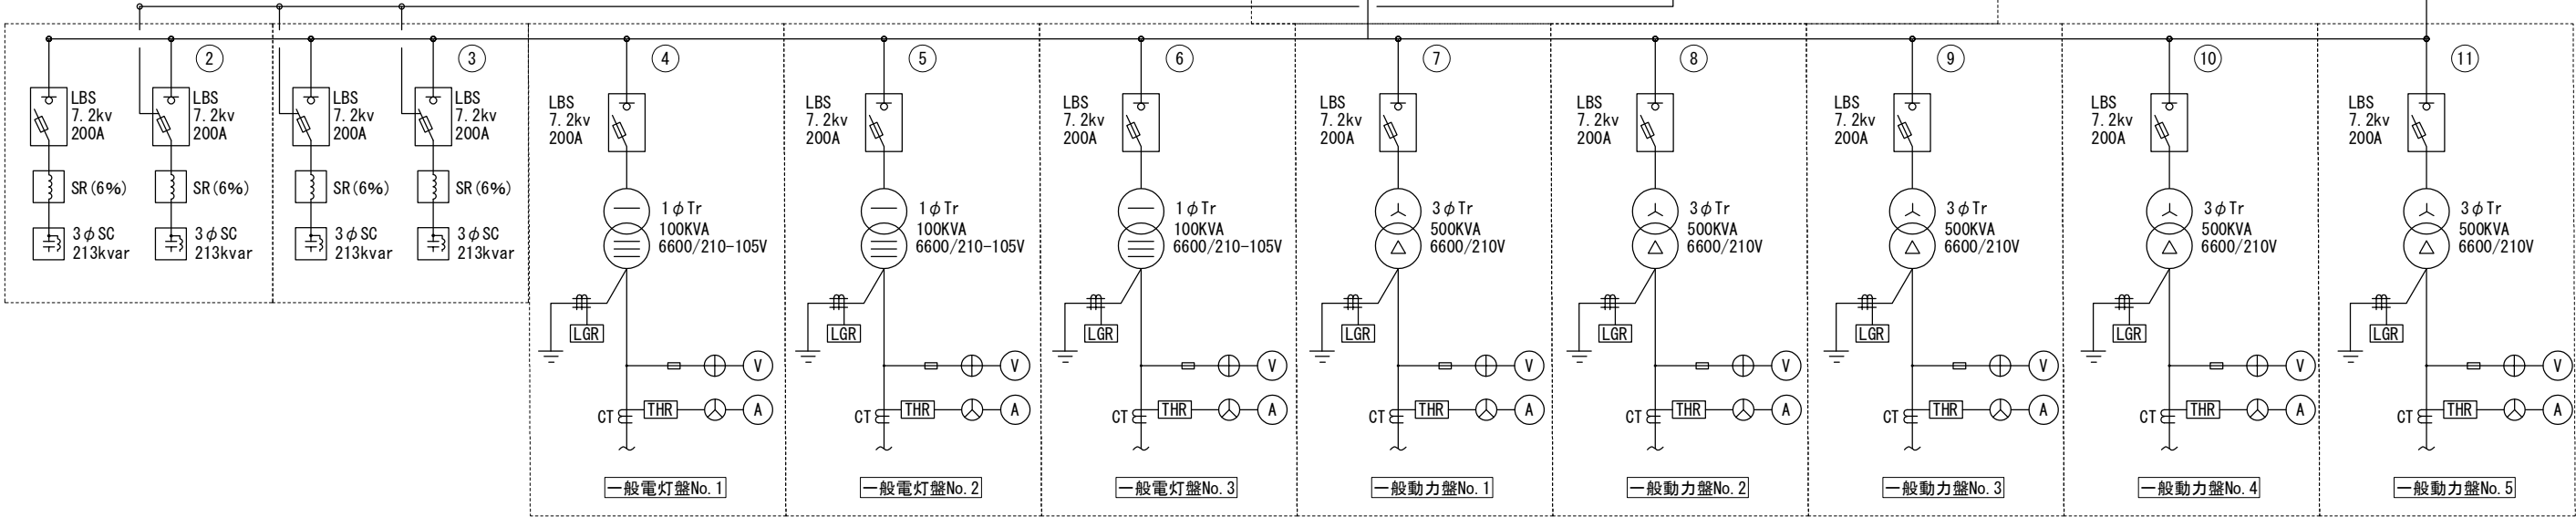 ②
LBS
7.2kv
200A
SR(6%)
3φSC
213kvar
LBS
7.2kv
200A
SR(6%)
3φSC
213kvar
③
LBS
7.2kv
200A
SR(6%)
3φSC
213kvar
LBS
7.2kv
200A
SR(6%)
3φSC
213kvar
④
LBS
7.2kv
200A
1φTr
100KVA
6600/210-105V
LGR
V
CT
THR
A
一般電灯盤No.1
⑤
LBS
7.2kv
200A
1φTr
100KVA
6600/210-105V
LGR
V
CT
THR
A
一般電灯盤No.2
⑥
LBS
7.2kv
200A
1φTr
100KVA
6600/210-105V
LGR
V
CT
THR
A
一般電灯盤No.3
⑦
LBS
7.2kv
200A
3φTr
500KVA
6600/210V
LGR
V
CT
THR
A
一般動力盤No.1
⑧
LBS
7.2kv
200A
3φTr
500KVA
6600/210V
LGR
V
CT
THR
A
一般動力盤No.2
⑨
LBS
7.2kv
200A
3φTr
500KVA
6600/210V
LGR
V
CT
THR
A
一般動力盤No.3
⑩
LBS
7.2kv
200A
3φTr
500KVA
6600/210V
LGR
V
CT
THR
A
一般動力盤No.4
⑪
LBS
7.2kv
200A
3φTr
500KVA
6600/210V
LGR
V
CT
THR
A
一般動力盤No.5